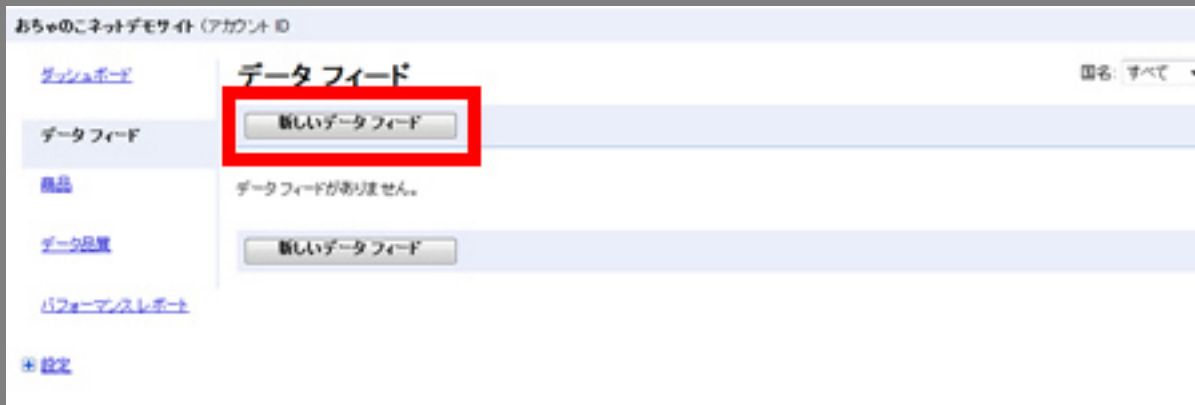 おちゃのこネットデモサイト (アカウント ID
ダッシュボード
データ フィード
商品
データ品質
パフォーマンス レポート
設定
データ フィード
国名: すべて
新しいデータ フィード
データ フィードがありません。
新しいデータ フィード